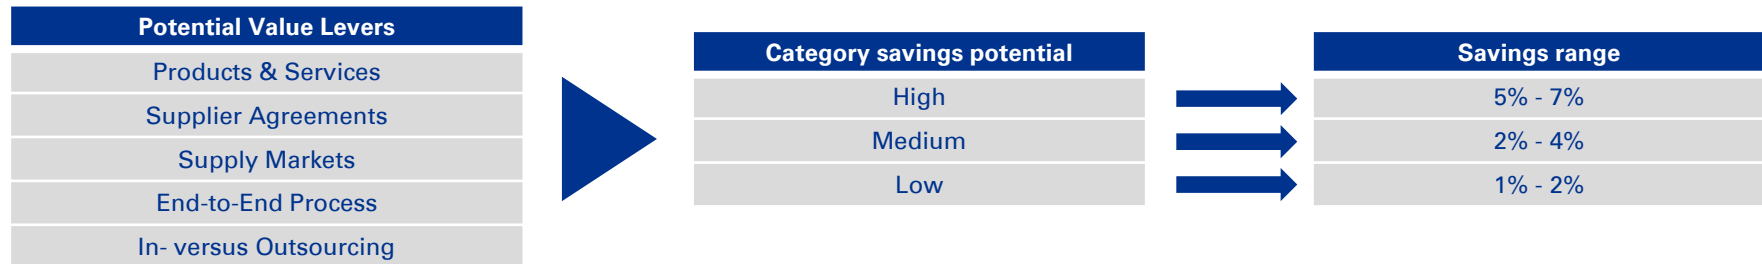 Potential Value Levers
Products & Services
Supplier Agreements
Supply Markets
End-to-End Process
In- versus Outsourcing
Category savings potential
High
Medium
Low
Savings range
5% - 7%
2% - 4%
1% - 2%